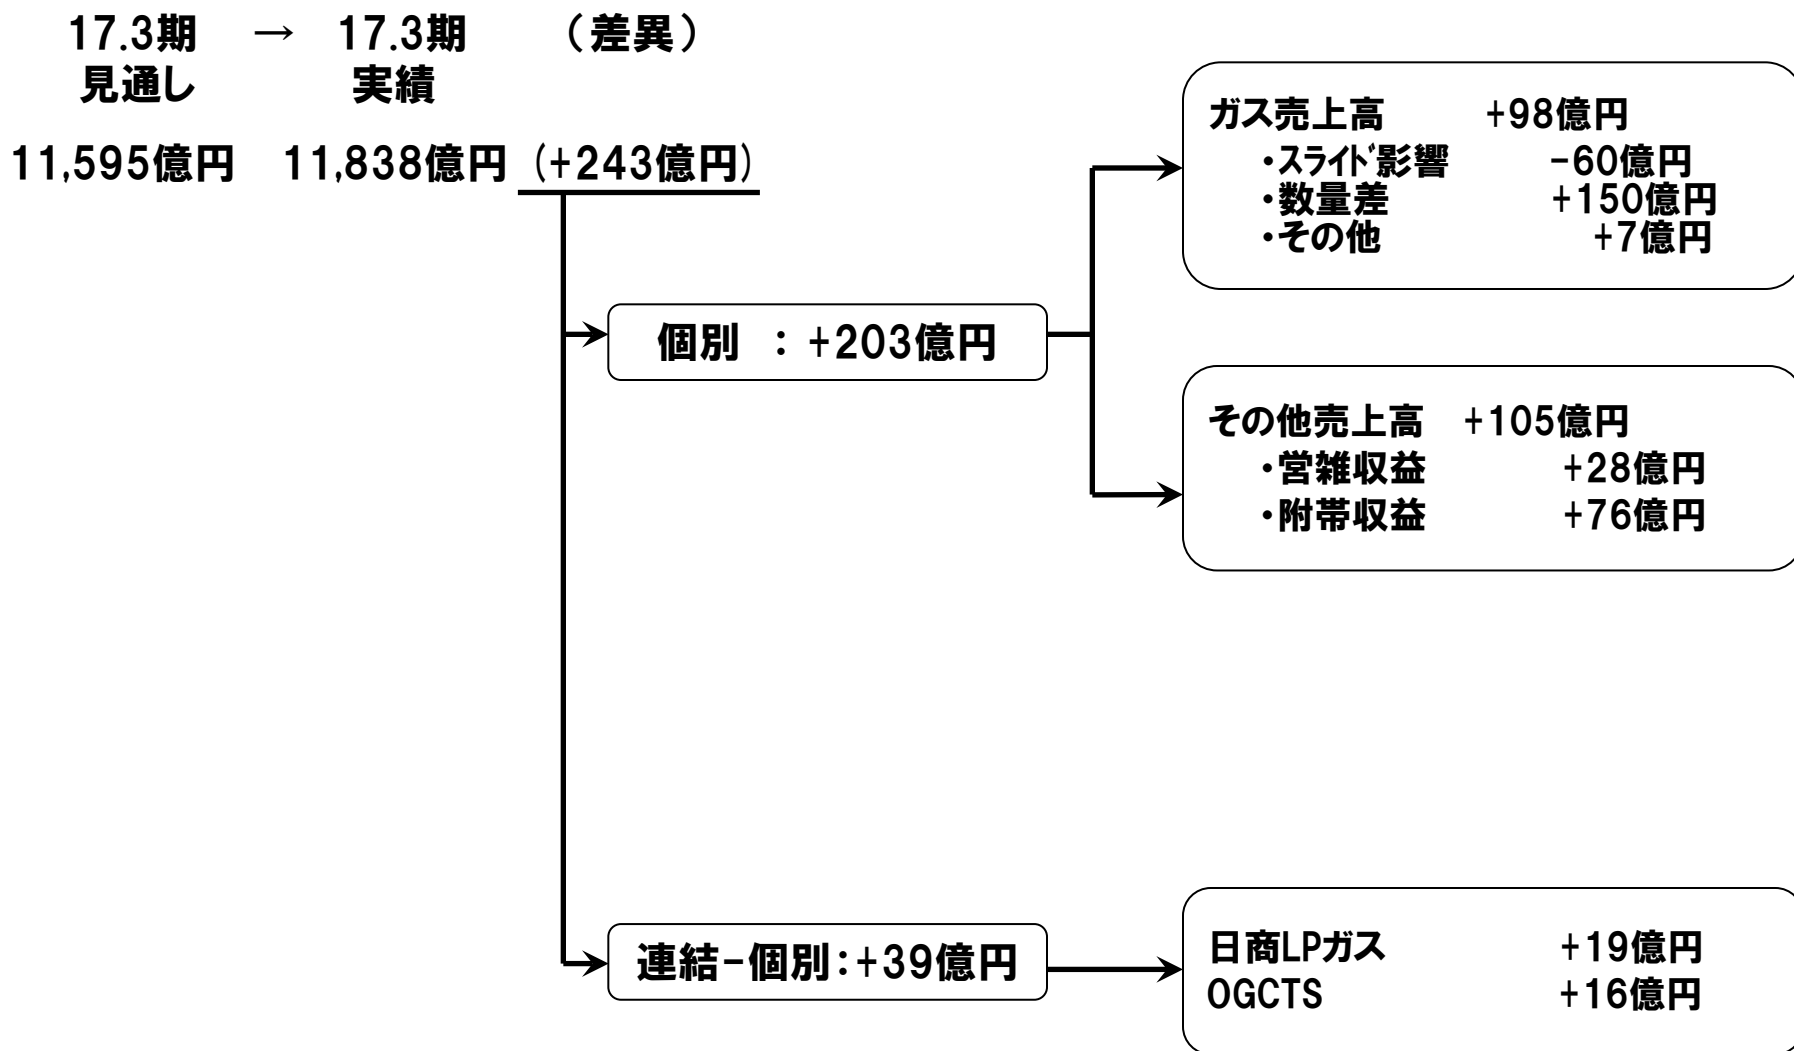 17.3期 → 17.3期 （差異）
見通し 実績
11,595億円 11,838億円 (+243億円)
ガス売上高 +98億円
・スライド影響 -60億円
・数量差 +150億円
・その他 +7億円
個別 ： +203億円
その他売上高 +105億円
・営雑収益 +28億円
・附帯収益 +76億円
連結-個別：+39億円
日商LPガス +19億円
OGCTS +16億円